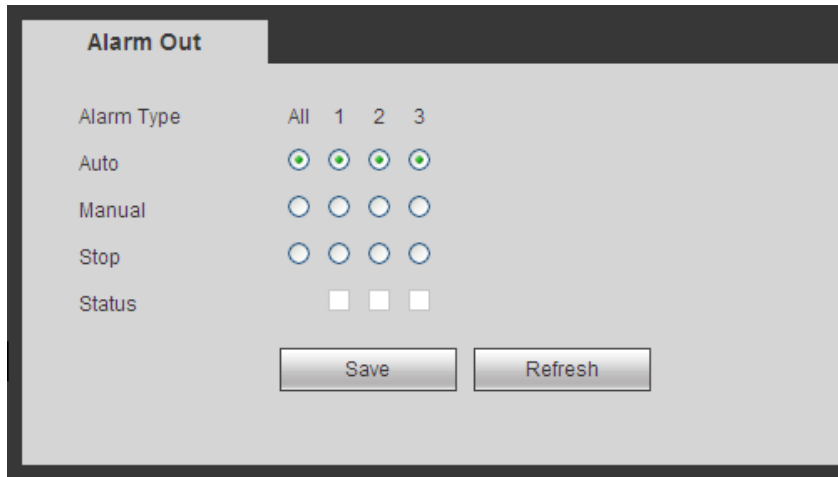 Alarm Out
Alarm Type All 1 2 3
Auto
Manual
Stop
Status
Save Refresh